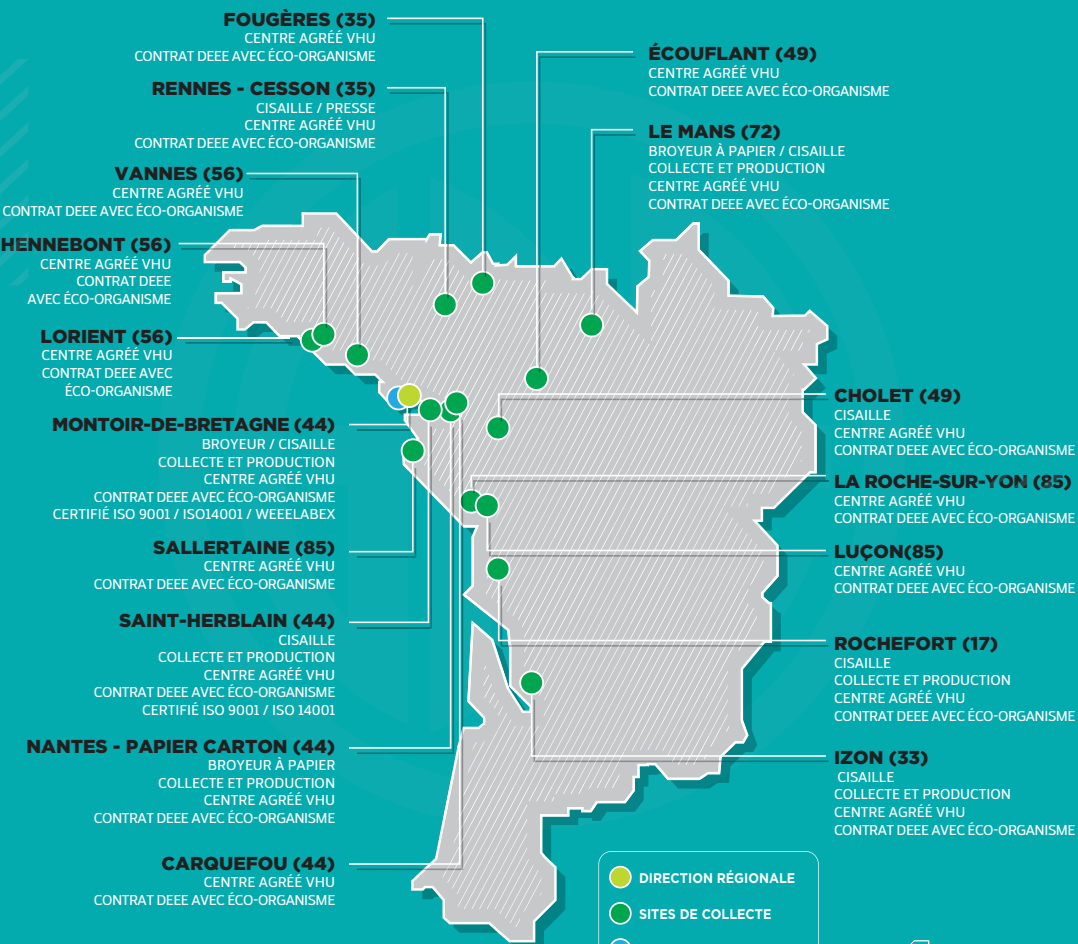 FOUGÈRES (35)
CENTRE AGRÉÉ VHU
CONTRAT DEEE AVEC ÉCO-ORGANISME
RENNES - CESSON (35)
CISAILLE / PRESSE
CENTRE AGRÉÉ VHU
CONTRAT DEEE AVEC ÉCO-ORGANISME
VANNES (56)
CENTRE AGRÉÉ VHU
CONTRAT DEEE AVEC ÉCO-ORGANISME
HENNEBONT (56)
CENTRE AGRÉÉ VHU
CONTRAT DEEE
AVEC ÉCO-ORGANISME
LORIENT (56)
CENTRE AGRÉÉ VHU
CONTRAT DEEE AVEC
ÉCO-ORGANISME
MONTOIR-DE-BRETAGNE (44)
BROYEUR / CISAILLE
COLLECTE ET PRODUCTION
CENTRE AGRÉÉ VHU
CONTRAT DEEE AVEC ÉCO-ORGANISME
CERTIFIÉ ISO 9001 / ISO14001 / WEEELABEX
SALLERTAINE (85)
CENTRE AGRÉÉ VHU
CONTRAT DEEE AVEC ÉCO-ORGANISME
SAINT-HERBLAIN (44)
CISAILLE
COLLECTE ET PRODUCTION
CENTRE AGRÉÉ VHU
CONTRAT DEEE AVEC ÉCO-ORGANISME
CERTIFIÉ ISO 9001 / ISO 14001
NANTES - PAPIER CARTON (44)
BROYEUR À PAPIER
COLLECTE ET PRODUCTION
CENTRE AGRÉÉ VHU
CONTRAT DEEE AVEC ÉCO-ORGANISME
CARQUEFOU (44)
CENTRE AGRÉÉ VHU
CONTRAT DEEE AVEC ÉCO-ORGANISME
ÉCOUFLANT (49)
CENTRE AGRÉÉ VHU
CONTRAT DEEE AVEC ÉCO-ORGANISME
LE MANS (72)
BROYEUR À PAPIER / CISAILLE
COLLECTE ET PRODUCTION
CENTRE AGRÉÉ VHU
CONTRAT DEEE AVEC ÉCO-ORGANISME
CHOLET (49)
CISAILLE
CENTRE AGRÉÉ VHU
CONTRAT DEEE AVEC ÉCO-ORGANISME
LA ROCHE-SUR-YON (85)
CENTRE AGRÉÉ VHU
CONTRAT DEEE AVEC ÉCO-ORGANISME
LUÇON(85)
CENTRE AGRÉÉ VHU
CONTRAT DEEE AVEC ÉCO-ORGANISME
ROCHEFORT (17)
CISAILLE
COLLECTE ET PRODUCTION
CENTRE AGRÉÉ VHU
CONTRAT DEEE AVEC ÉCO-ORGANISME
IZON (33)
CISAILLE
COLLECTE ET PRODUCTION
CENTRE AGRÉÉ VHU
CONTRAT DEEE AVEC ÉCO-ORGANISME
DIRECTION RÉGIONALE
SITES DE COLLECTE